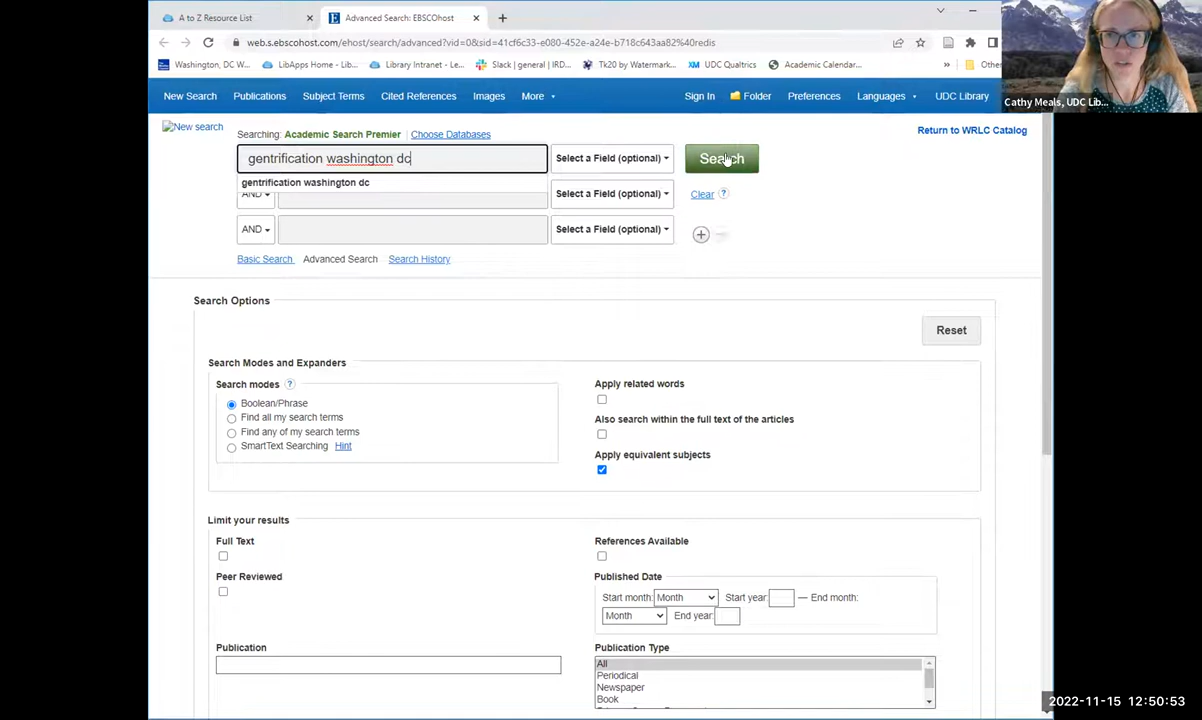 A to Z Resource List
Advanced Search: EBSCOhost
web.s.ebscohost.com/ehost/search/advanced?vid=0&sid=41cf6c33-e080-452e-a24e-b718c643aa82%40redis
Washington, DC W...
LibApps Home - Lib...
Library Intranet - Le...
Slack | general | IRD...
Tk20 by Watermark...
UDC Qualtrics
Academic Calendar...
»
Other
Cathy Meals, UDC Lib...
New Search
Publications
Subject Terms
Cited References
Images
More
Sign In
Folder
Preferences
Languages
UDC Library
New search
Searching: Academic Search Premier
Choose Databases
Return to WRLC Catalog
gentrification washington dc
Select a Field (optional)
Search
gentrification washington dc
AND
Select a Field (optional)
Clear
?
AND
Select a Field (optional)
Basic Search
Advanced Search
Search History
Search Options
Reset
Search Modes and Expanders
Search modes ?
Boolean/Phrase
Find all my search terms
Find any of my search terms
SmartText Searching Hint
Apply related words
Also search within the full text of the articles
Apply equivalent subjects
Limit your results
Full Text
Peer Reviewed
References Available
Published Date
Start month: Month Start year: — End month:
Month End year:
Publication
Publication Type
All
Periodical
Newspaper
Book
2022-11-15 12:50:53